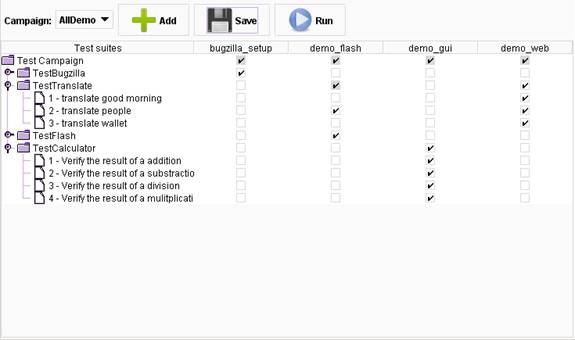 Campaign: AllDemo Add Save Run
Test suites bugzilla_setup demo_flash demo_gui demo_web
Test Campaign
TestBugzilla
TestTranslate
1 - translate good morning
2 - translate people
3 - translate wallet
TestFlash
TestCalculator
1 - Verify the result of a addition
2 - Verify the result of a substractio
3 - Verify the result of a division
4 - Verify the result of a mulitplicati